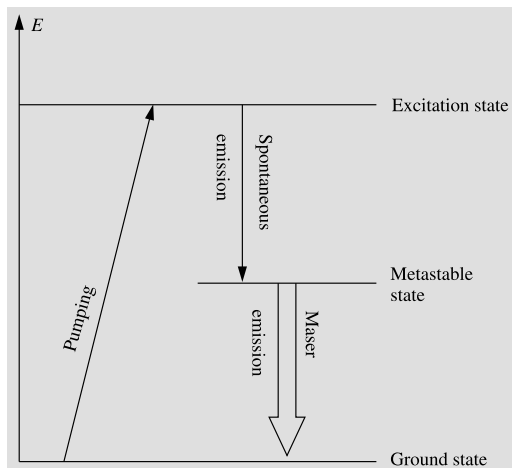 E
Excitation state
Spontaneous
emission
Metastable
state
Pumping
Maser
emission
Ground state